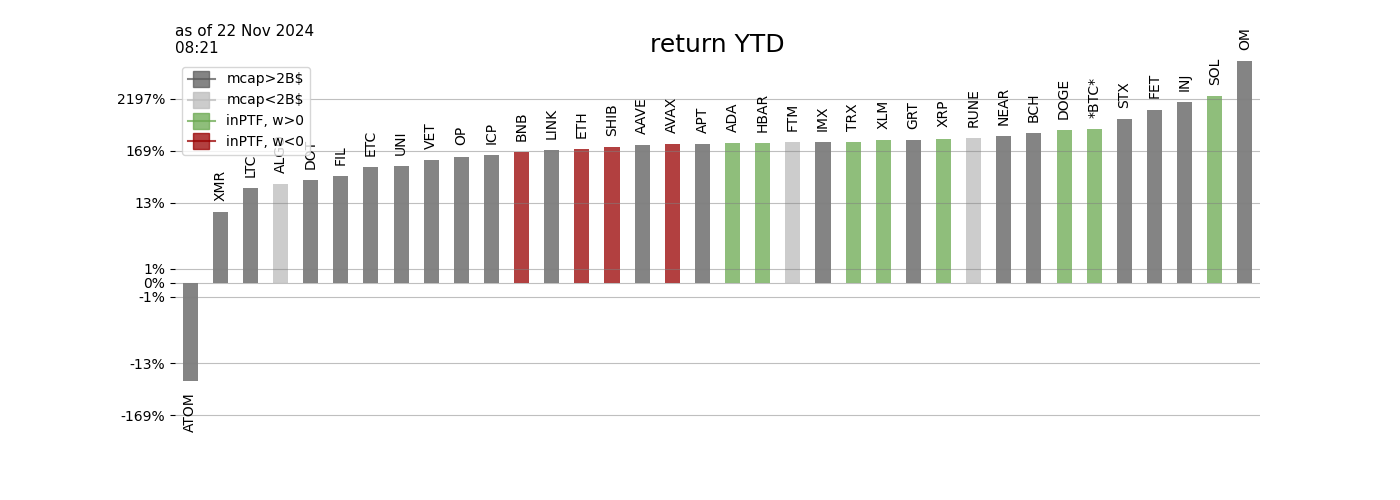 as of 22 Nov 2024
08:21
return YTD
mcap>2B$
mcap<2B$
inPTF, w>0
inPTF, w<0
2197%
169%
13%
1%
0%
-1%
-13%
-169%
ATOM
XMR
LTC
ALGO
DOT
FIL
ETC
UNI
VET
OP
ICP
BNB
LINK
ETH
SHIB
AAVE
AVAX
APT
ADA
HBAR
FTM
IMX
TRX
XLM
GRT
XRP
RUNE
NEAR
BCH
DOGE
*BTC*
STX
FET
INJ
SOL
OM